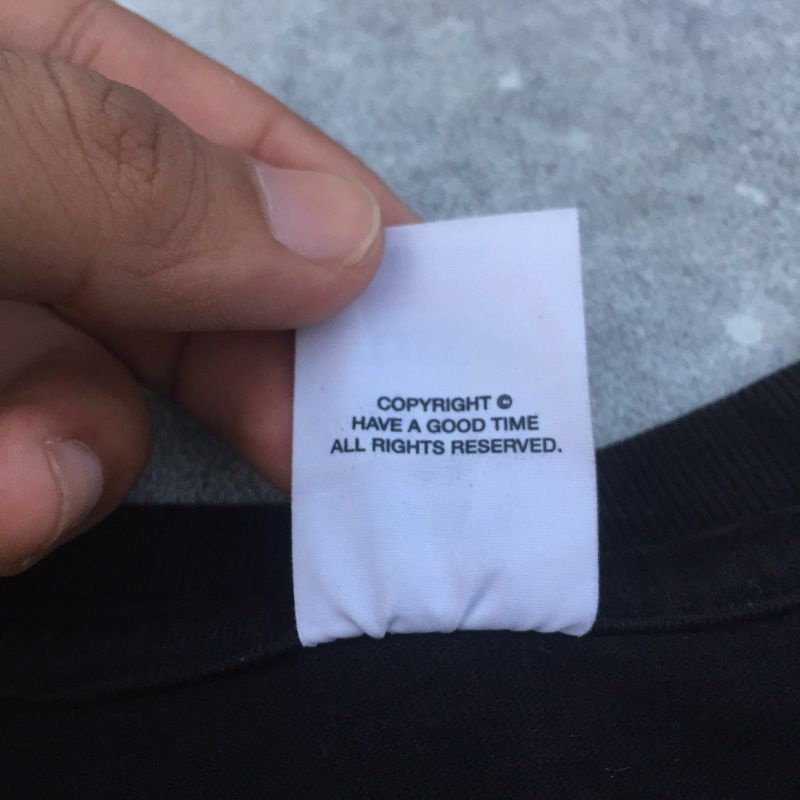 COPYRIGHT ©
HAVE A GOOD TIME
ALL RIGHTS RESERVED.